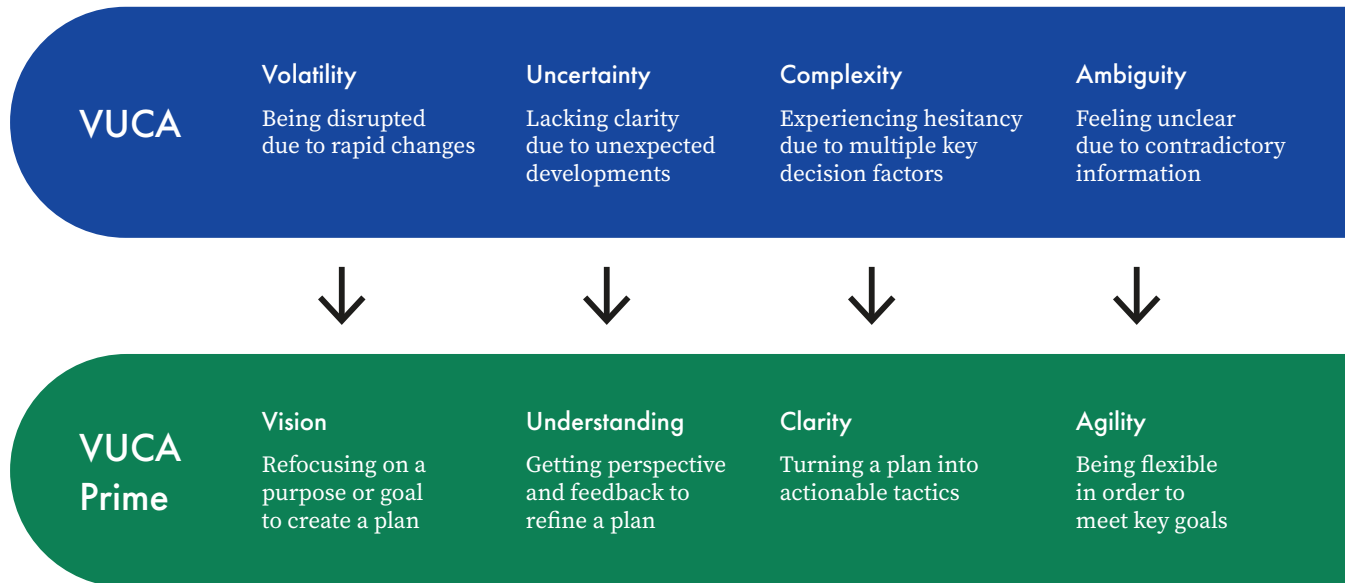 VUCA
Volatility
Being disrupted
due to rapid changes
Uncertainty
Lacking clarity
due to unexpected
developments
Complexity
Experiencing hesitancy
due to multiple key
decision factors
Ambiguity
Feeling unclear
due to contradictory
information
VUCA
Prime
Vision
Refocusing on a
purpose or goal
to create a plan
Understanding
Getting perspective
and feedback to
refine a plan
Clarity
Turning a plan into
actionable tactics
Agility
Being flexible
in order to
meet key goals